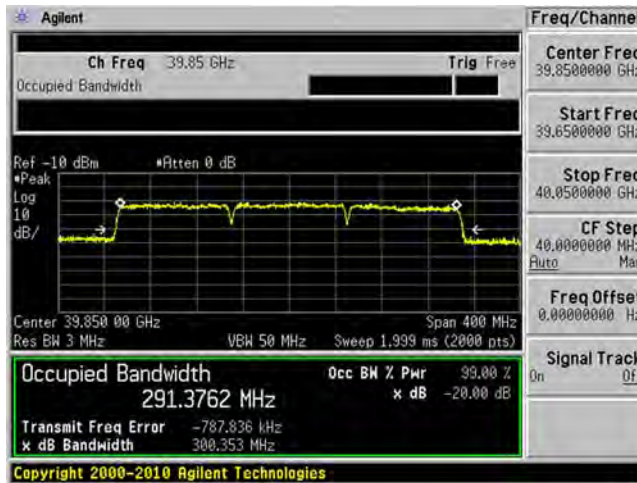 Agilent
Freq/Channe
Ch Freq 39.85 GHz Trig Free
Occupied Bandwidth
Center Freq
39.8500000 GHz
Start Freq
39.6500000 GHz
Stop Freq
40.0500000 GHz
CF Step
40.0000000 MHz
Auto Ma
Freq Offset
0.00000000 Hz
Signal Track
On Of
Ref -10 dBm #Atten 0 dB
#Peak
Log
10
dB/
Center 39.850 00 GHz Span 400 MHz
Res BW 3 MHz VBW 50 MHz Sweep 1.999 ms (2000 pts)
Occupied Bandwidth Occ BW % Pwr 99.00 %
291.3762 MHz x dB -20.00 dB
Transmit Freq Error -787.836 kHz
x dB Bandwidth 300.353 MHz
Copyright 2000-2010 Agilent Technologies